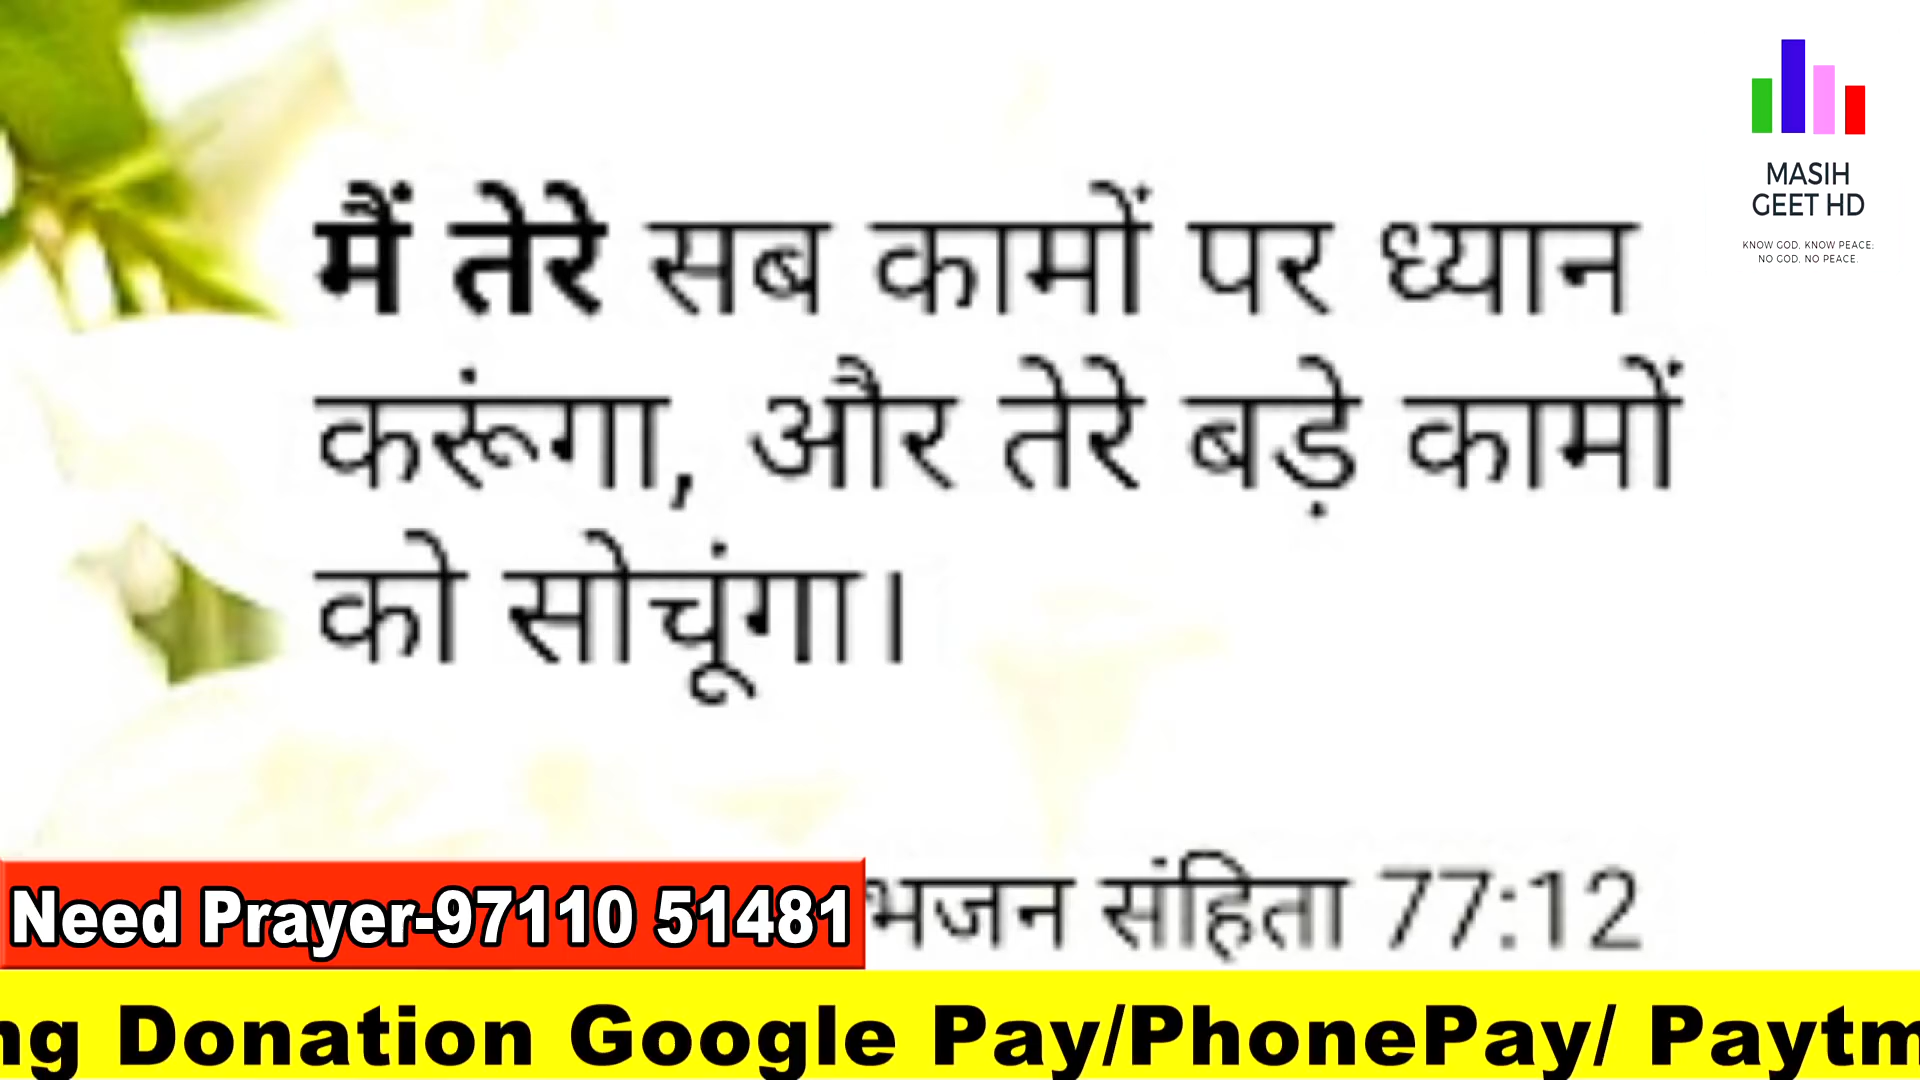 MASIH
GEET HD
KNOW GOD, KNOW PEACE;
NO GOD, NO PEACE.
मैं तेरे सब कामों पर ध्यान
करूंगा, और तेरे बड़े कामों
को सोचूंगा।
भजन संहिता 77:12
Need Prayer-97110 51481
ng Donation Google Pay/PhonePay/ Paytm